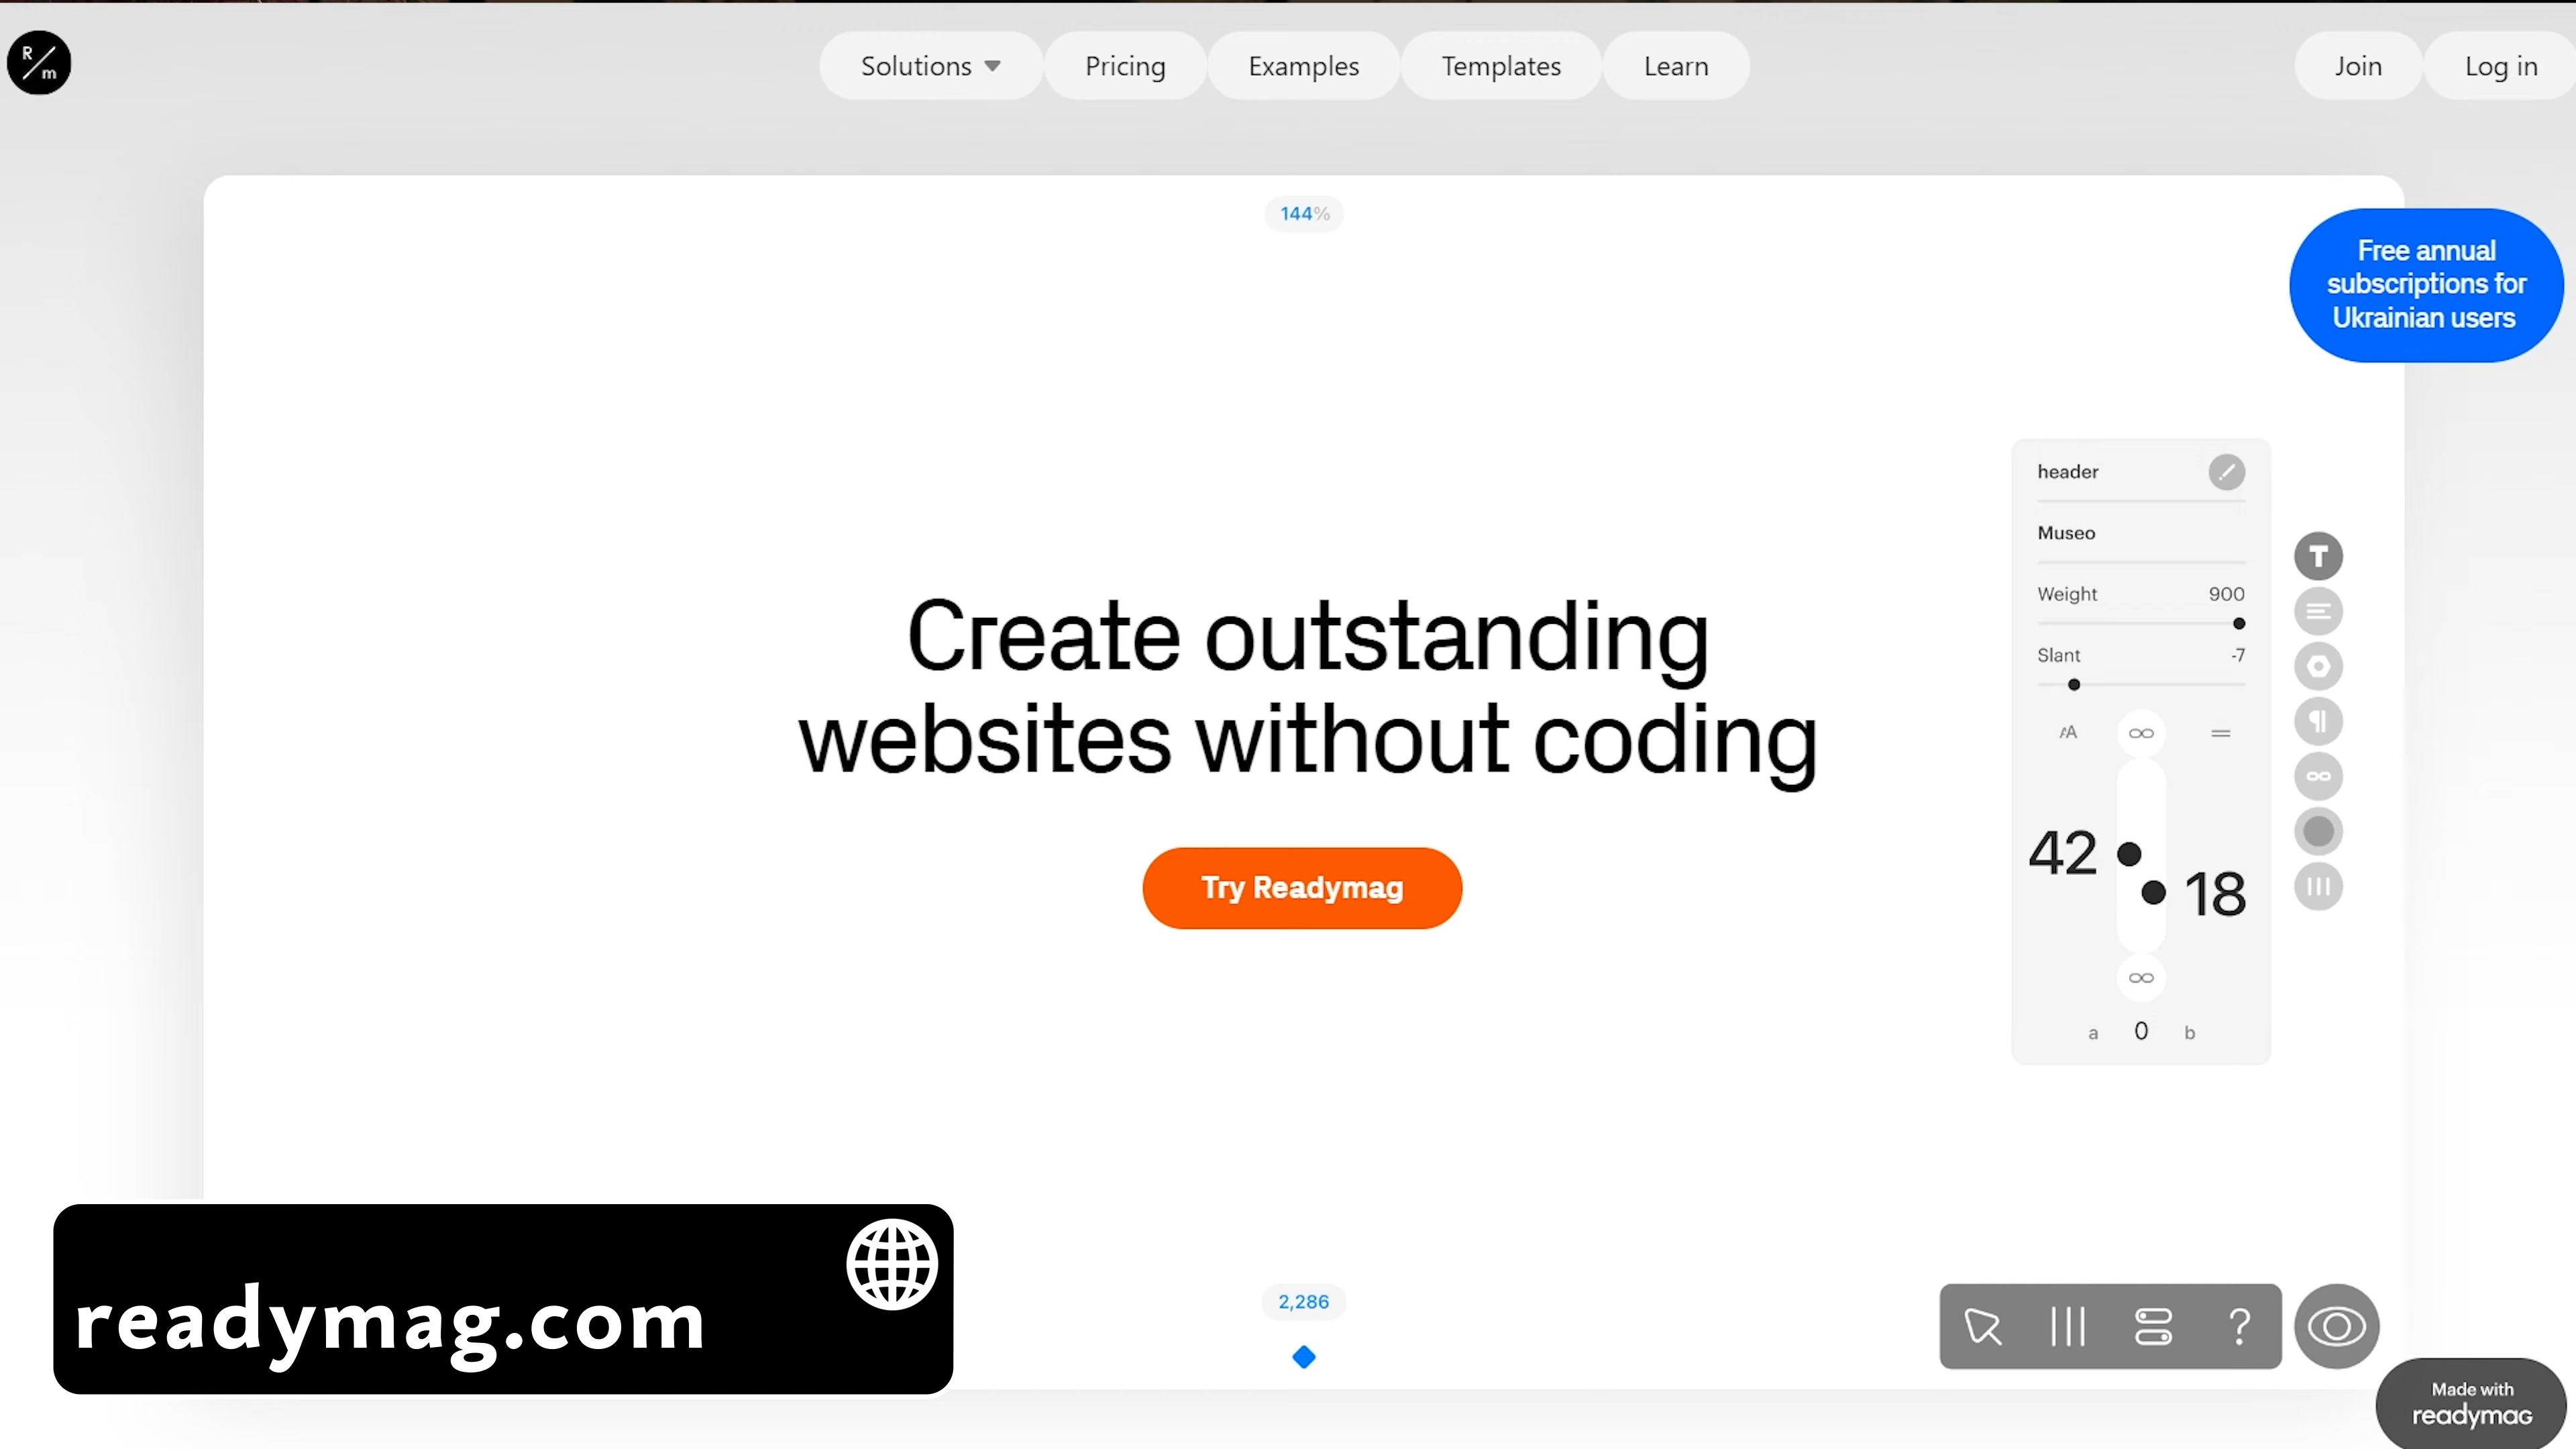 R/m
Solutions
Pricing
Examples
Templates
Learn
Join
Log in
144%
Free annual
subscriptions for
Ukrainian users
header
Museo
Weight 900
Slant -7
AA
42
18
a 0 b
Create outstanding
websites without coding
Try Readymag
T
readymag.com
2,286
?
Made with
readymag